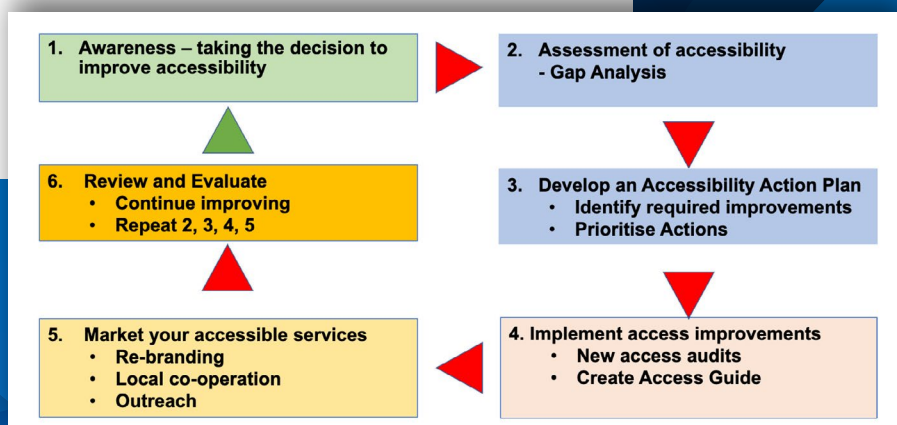 1. Awareness – taking the decision to
improve accessibility
2. Assessment of accessibility
- Gap Analysis
3. Develop an Accessibility Action Plan
• Identify required improvements
• Prioritise Actions
4. Implement access improvements
• New access audits
• Create Access Guide
5. Market your accessible services
• Re-branding
• Local co-operation
• Outreach
6. Review and Evaluate
• Continue improving
• Repeat 2, 3, 4, 5